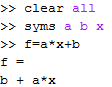 >> clear all
>> syms a b x
>> f=a*x+b
f =
b + a*x